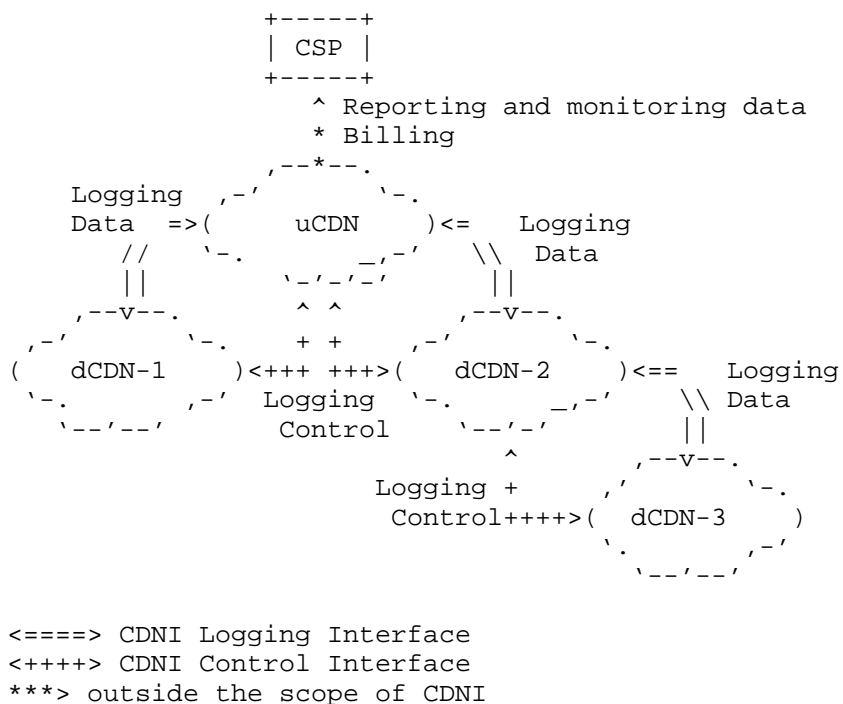 +-----+
| CSP |
+-----+
^ Reporting and monitoring data
* Billing
,--*--.
Logging ,-' `-.
Data =>( uCDN )<= Logging
// `-. _,-' \\ Data
|| `-'-'-' ||
,--v--. ^ ^ ,--v--.
,-' `-. + + ,-' `-.
( dCDN-1 )<+++ +++>( dCDN-2 )<== Logging
`-. ,-' Logging `-. _,-' \\ Data
`--'--' Control `--'-' ||
^ ,--v--.
Logging + ,' `-.
Control++++>( dCDN-3 )
`. ,-'
`--'--'
<====> CDNI Logging Interface
<++++> CDNI Control Interface
***> outside the scope of CDNI